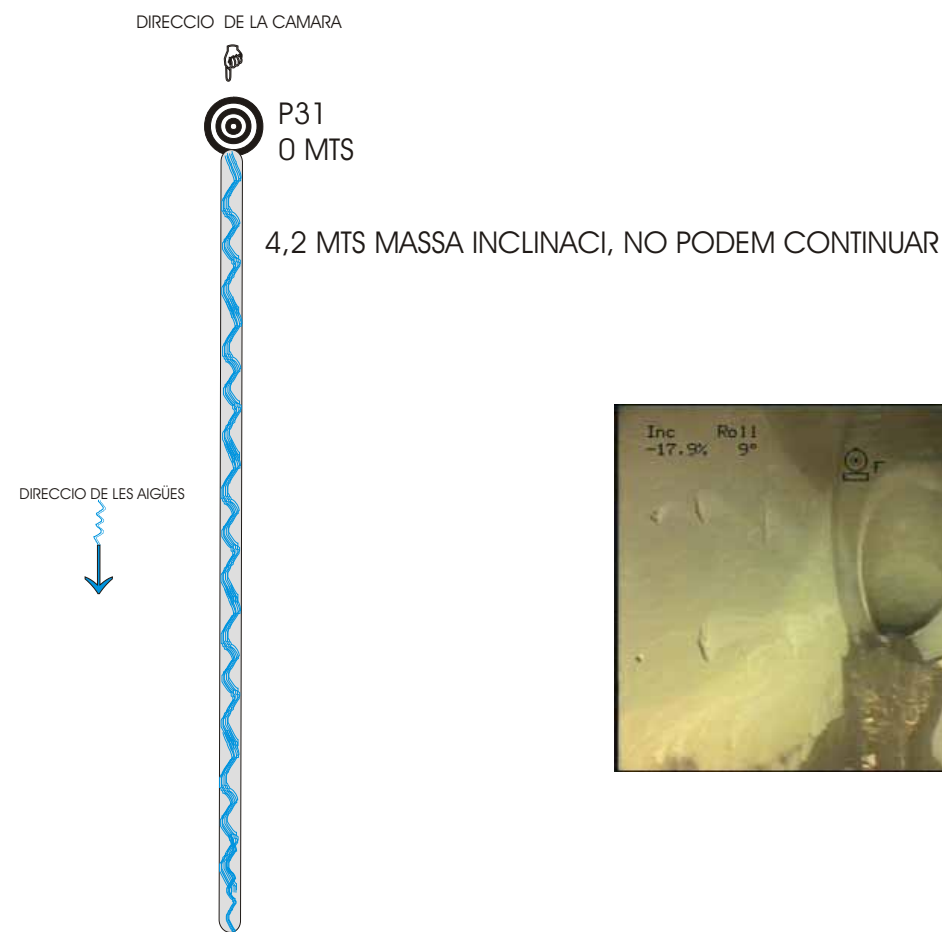 DIRECCIO DE LA CAMARA
P31
0 MTS
4,2 MTS MASSA INCLINACI, NO PODEM CONTINUAR
Inc Roll
-17.9% 9°
F
DIRECCIO DE LES AIGÜES